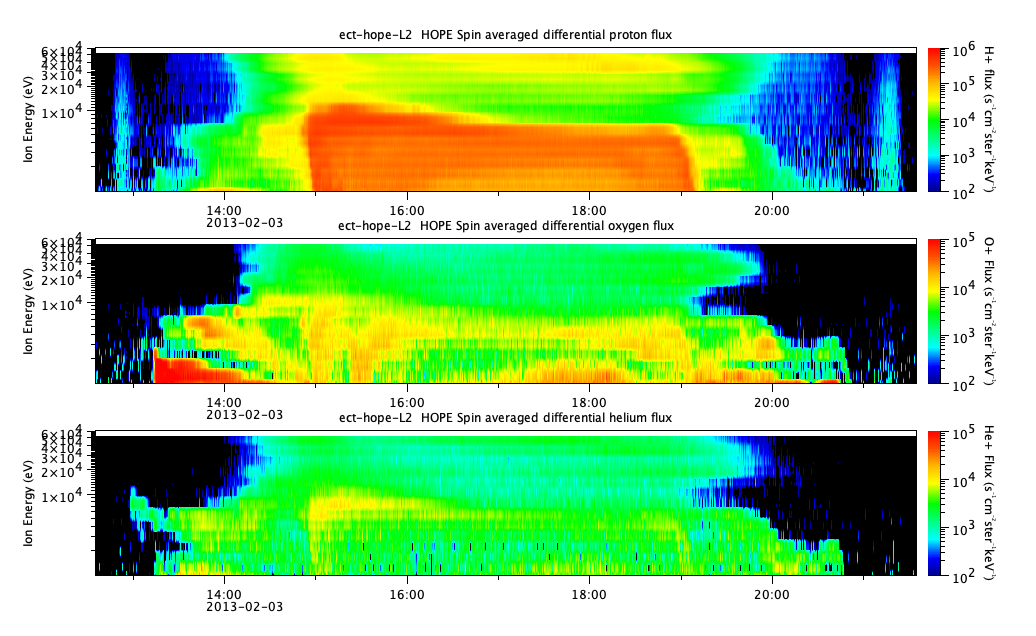 ect-hope-L2 HOPE Spin averaged differential proton flux
Ion Energy (eV)
6×10⁴
5×10⁴
4×10⁴
3×10⁴
2×10⁴
1×10⁴
14:00 16:00 18:00 20:00
2013-02-03
10⁶
10⁵
10⁴
10³
10²
H+ flux (s⁻¹cm⁻²ster⁻¹keV⁻¹)
ect-hope-L2 HOPE Spin averaged differential oxygen flux
Ion Energy (eV)
6×10⁴
5×10⁴
4×10⁴
3×10⁴
2×10⁴
1×10⁴
14:00 16:00 18:00 20:00
2013-02-03
10⁵
10⁴
10³
10²
O+ Flux (s⁻¹cm⁻²ster⁻¹keV⁻¹)
ect-hope-L2 HOPE Spin averaged differential helium flux
Ion Energy (eV)
6×10⁴
5×10⁴
4×10⁴
3×10⁴
2×10⁴
1×10⁴
14:00 16:00 18:00 20:00
2013-02-03
10⁵
10⁴
10³
10²
He+ Flux (s⁻¹cm⁻²ster⁻¹keV⁻¹)